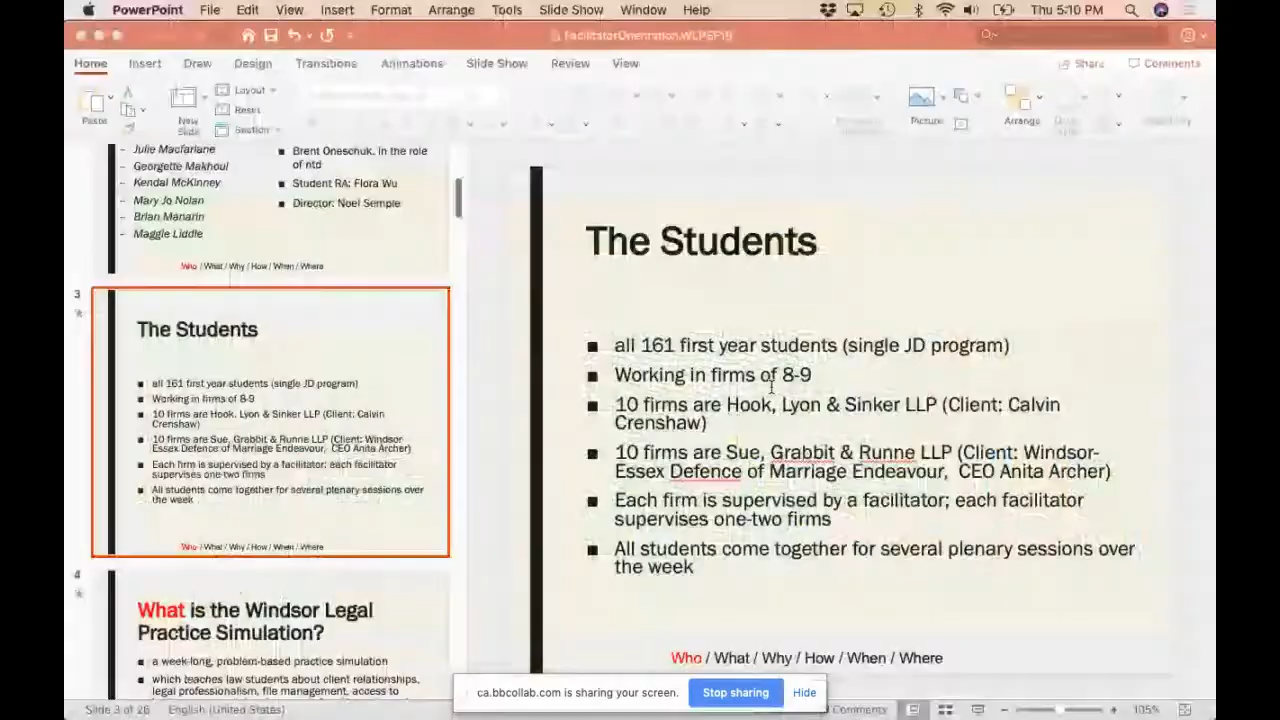 PowerPoint File Edit View Insert Format Arrange Tools Slide Show Window Help Thu 5:10 PM
FacilitatorOrientation.WLPSF19
Home Insert Draw Design Transitions Animations Slide Show Review View Share Comments
Paste New Slide Layout Reset Section Picture Arrange
Julie Macfarlane
Georgette Makhoul
Kendal McKinney
Mary Jo Nolan
Brian Manarin
Maggie Liddle
Brent Oneschuk, in the role
of ntd
Student RA: Flora Wu
Director: Noel Semple
Who / What / Why / How / When / Where
3
The Students
all 161 first year students (single JD program)
Working in firms of 8-9
10 firms are Hook, Lyon & Sinker LLP (Client: Calvin
Crenshaw)
10 firms are Sue, Grabbit & Runne LLP (Client: Windsor-
Essex Defence of Marriage Endeavour, CEO Anita Archer)
Each firm is supervised by a facilitator; each facilitator
supervises one-two firms
All students come together for several plenary sessions over
the week
Who / What / Why / How / When / Where
4
What is the Windsor Legal
Practice Simulation?
a week-long, problem-based practice simulation
which teaches law students about client relationships,
legal professionalism, file management, access to
The Students
all 161 first year students (single JD program)
Working in firms of 8-9
10 firms are Hook, Lyon & Sinker LLP (Client: Calvin
Crenshaw)
10 firms are Sue, Grabbit & Runne LLP (Client: Windsor-
Essex Defence of Marriage Endeavour, CEO Anita Archer)
Each firm is supervised by a facilitator; each facilitator
supervises one-two firms
All students come together for several plenary sessions over
the week
Who / What / Why / How / When / Where
ca.bbcollab.com is sharing your screen. Stop sharing Hide
Slide 3 of 26 English (United States) Comments 105%